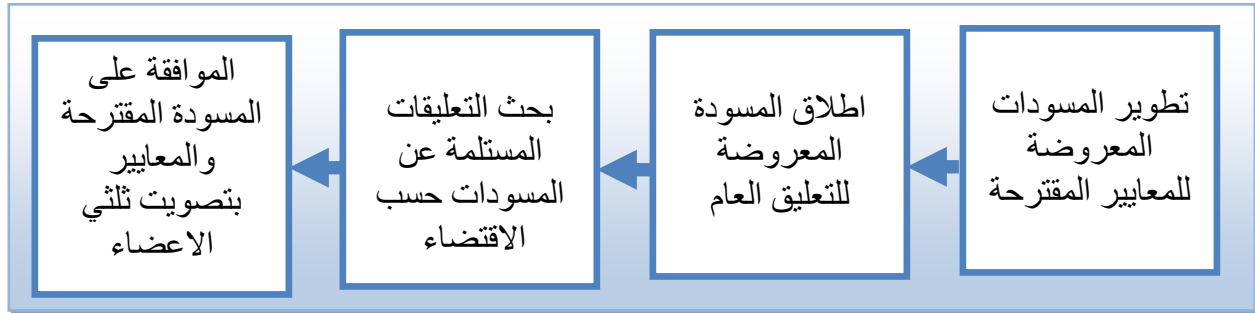 تطوير المسودات
المعروضة
للمعايير المقترحة
اطلاق المسودة
المعروضة
للتعليق العام
بحث التعليقات
المستلمة عن
المسودات حسب
الاقتضاء
الموافقة على
المسودة المقترحة
والمعايير
بتصويت ثلثي
الاعضاء